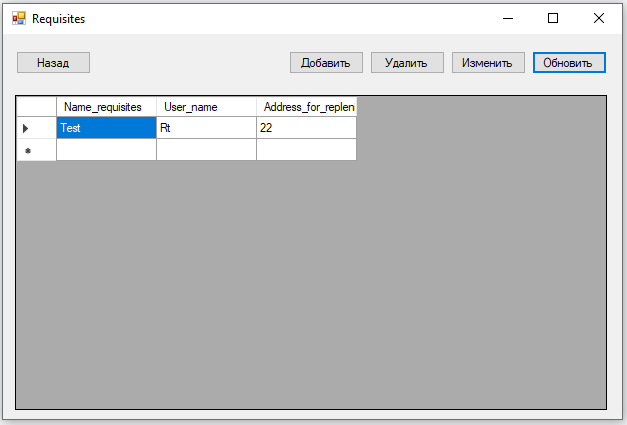 Requisites
Назад Добавить Удалить Изменить Обновить
Name_requisites User_name Address_for_replen
Test Rt 22